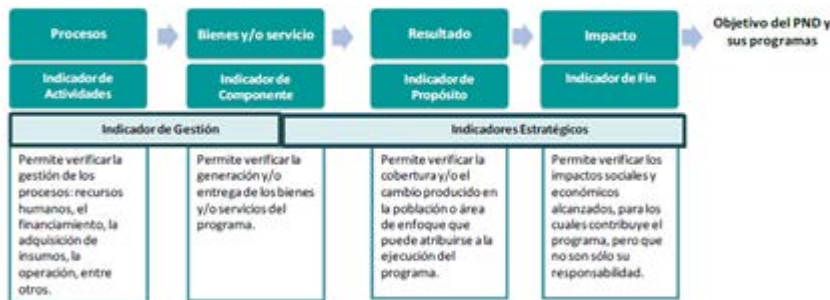 Procesos
Bienes y/o servicio
Resultado
Impacto
Objetivo del PND y
sus programas
Indicador de
Actividades
Indicador de
Componente
Indicador de
Propósito
Indicador de Fin
Indicador de Gestión
Indicadores Estratégicos
Permite verificar la
gestión de los
procesos: recursos
humanos, el
financiamiento, la
adquisición de
insumos, la
operación, entre
otros.
Permite verificar la
generación y/o
entrega de los bienes
y/o servicios del
programa.
Permite verificar la
cobertura y/o el
cambio producido en
la población o área
de enfoque que
puede atribuirse a la
ejecución del
programa.
Permite verificar los
impactos sociales y
económicos
alcanzados, para los
cuales contribuye el
programa, pero que
no son sólo su
responsabilidad.